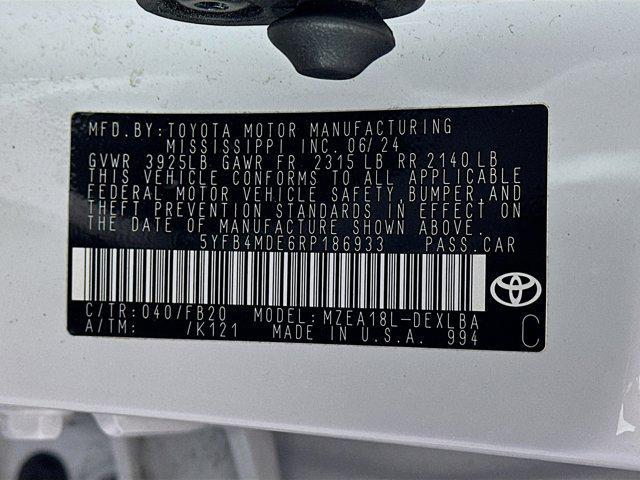 MFD.BY:TOYOTA MOTOR MANUFACTURING
MISSISSIPPI INC. 06/24
GVWR 3925LB GAWR FR 2315 LB RR 2140 LB
THIS VEHICLE CONFORMS TO ALL APPLICABLE
FEDERAL MOTOR VEHICLE SAFETY,BUMPER,AND
THEFT PREVENTION STANDARDS IN EFFECT ON
THE DATE OF MANUFACTURE SHOWN ABOVE.
5YFB4MDE6RP186933 PASS.CAR
C/TR:040/FB20 MODEL:MZEA18L-DEXLBA
A/TM: /K121 MADE IN U.S.A. 994 C